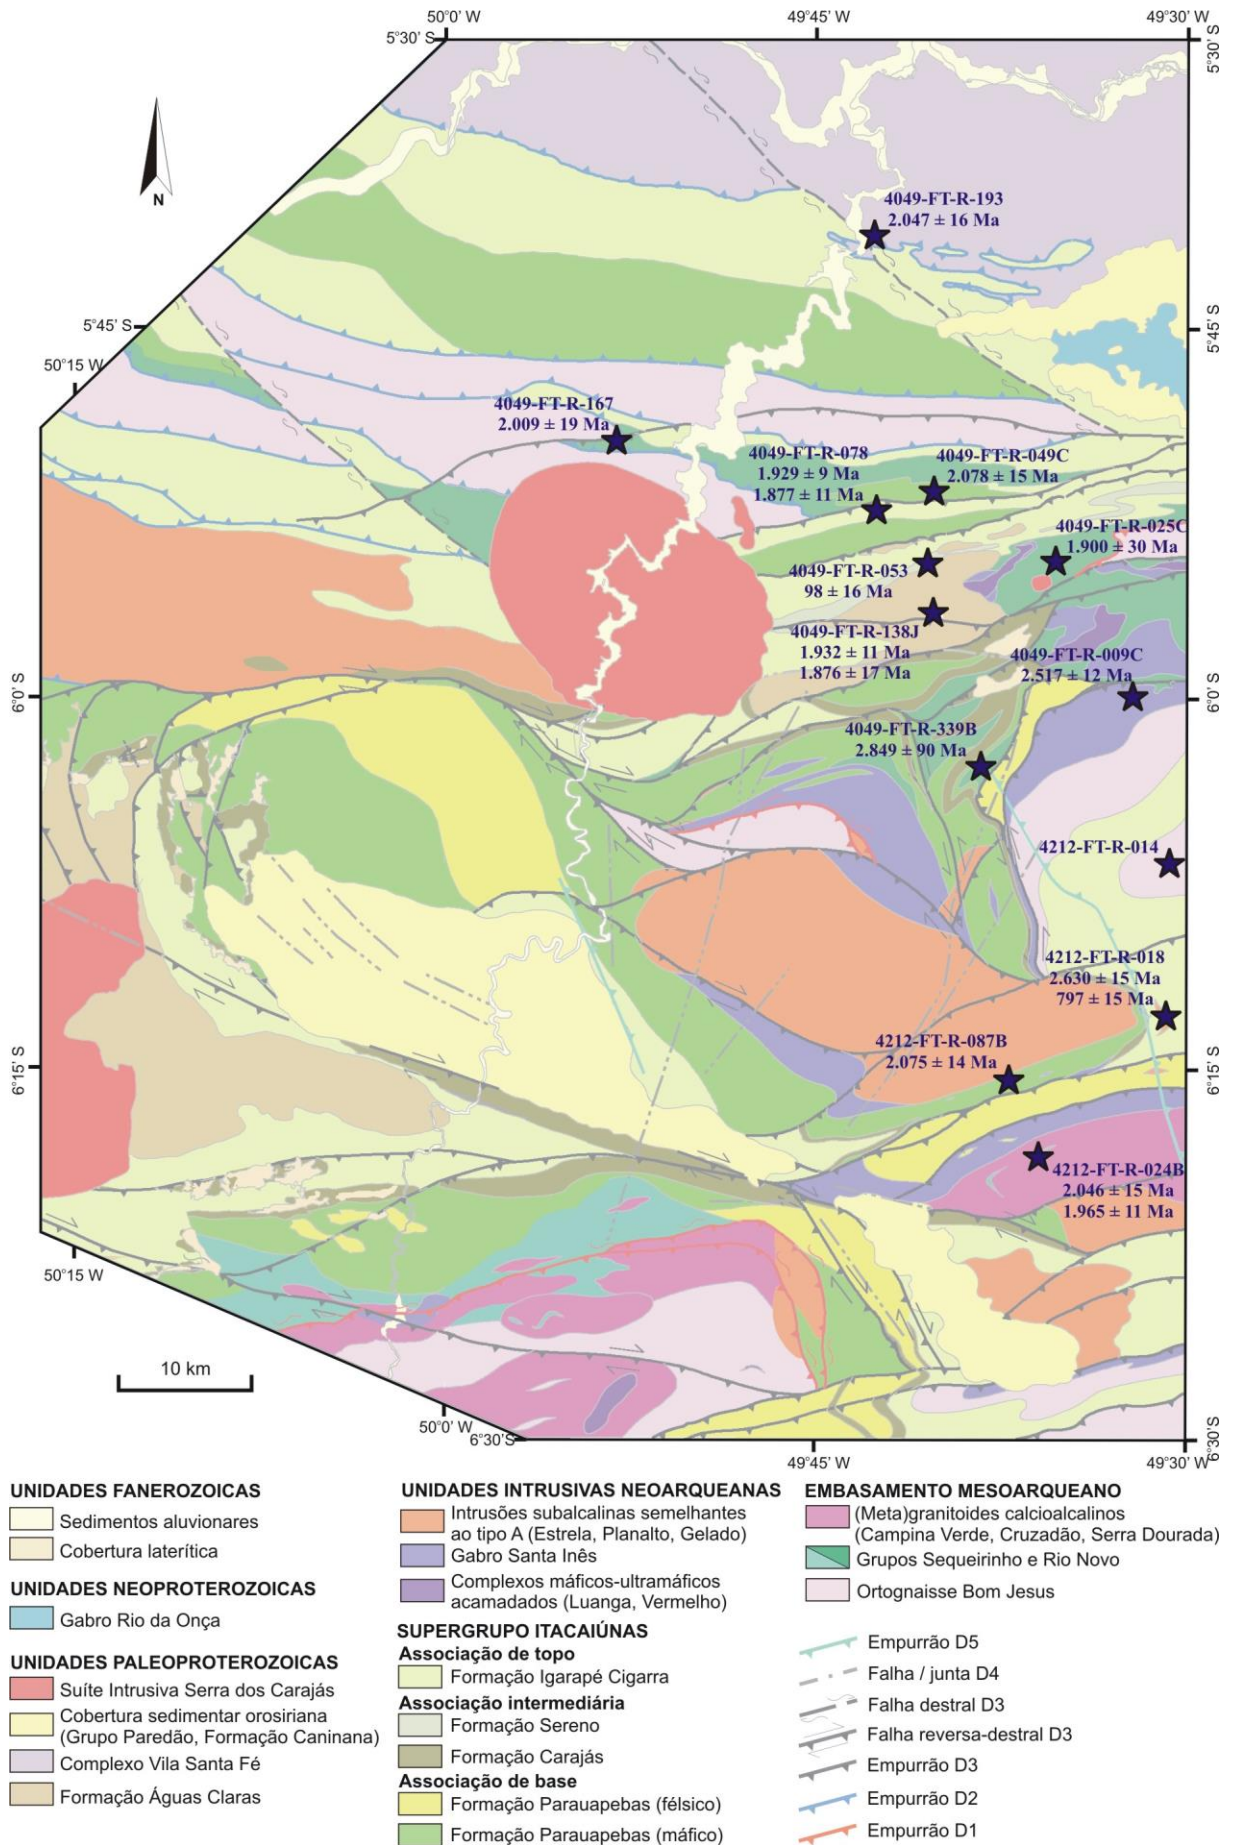 50°0' W
49°45' W
49°30' W
5°30' S
5°30' S
N
4049-FT-R-193
2.047 ± 16 Ma
5°45' S
5°45' S
50°15 W
4049-FT-R-167
2.009 ± 19 Ma
4049-FT-R-078
1.929 ± 9 Ma
1.877 ± 11 Ma
4049-FT-R-049C
2.078 ± 15 Ma
4049-FT-R-025C
1.900 ± 30 Ma
4049-FT-R-053
98 ± 16 Ma
4049-FT-R-138J
1.932 ± 11 Ma
1.876 ± 17 Ma
4049-FT-R-009C
2.517 ± 12 Ma
6°0' S
6°0' S
4049-FT-R-339B
2.849 ± 90 Ma
4212-FT-R-014
4212-FT-R-018
2.630 ± 15 Ma
797 ± 15 Ma
4212-FT-R-087B
2.075 ± 14 Ma
6°15' S
6°15' S
4212-FT-R-024B
2.046 ± 15 Ma
1.965 ± 11 Ma
50°15 W
10 km
50°0' W
6°30'S
6°30'S
49°45' W
49°30' W
UNIDADES FANEROZOICAS
Sedimentos aluvionares
Cobertura laterítica
UNIDADES NEOPROTEROZOICAS
Gabro Rio da Onça
UNIDADES PALEOPROTEROZOICAS
Suíte Intrusiva Serra dos Carajás
Cobertura sedimentar orosiriana
(Grupo Paredão, Formação Caninana)
Complexo Vila Santa Fé
Formação Águas Claras
UNIDADES INTRUSIVAS NEOARQUEANAS
Intrusões subalcalinas semelhantes
ao tipo A (Estrela, Planalto, Gelado)
Gabro Santa Inês
Complexos máficos-ultramáficos
acamadados (Luanga, Vermelho)
SUPERGRUPO ITACAIÚNAS
Associação de topo
Formação Igarapé Cigarra
Associação intermediária
Formação Sereno
Formação Carajás
Associação de base
Formação Parauapebas (félsico)
Formação Parauapebas (máfico)
EMBASAMENTO MESOARQUEANO
(Meta)granitoides calcioalcalinos
(Campina Verde, Cruzadão, Serra Dourada)
Grupos Sequeirinho e Rio Novo
Ortognaisse Bom Jesus
Empurrão D5
Falha / junta D4
Falha destral D3
Falha reversa-destral D3
Empurrão D3
Empurrão D2
Empurrão D1